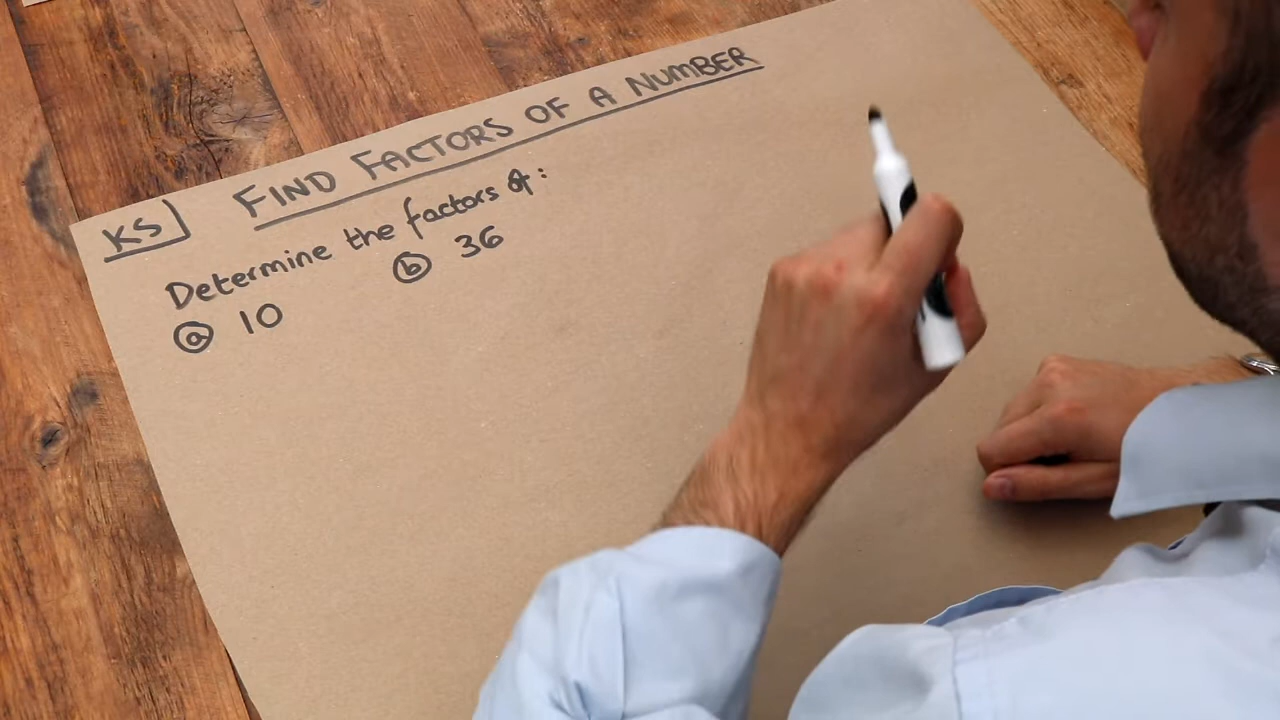 KS
FIND FACTORS OF A NUMBER
Determine the factors of:
(a) 10 (b) 36